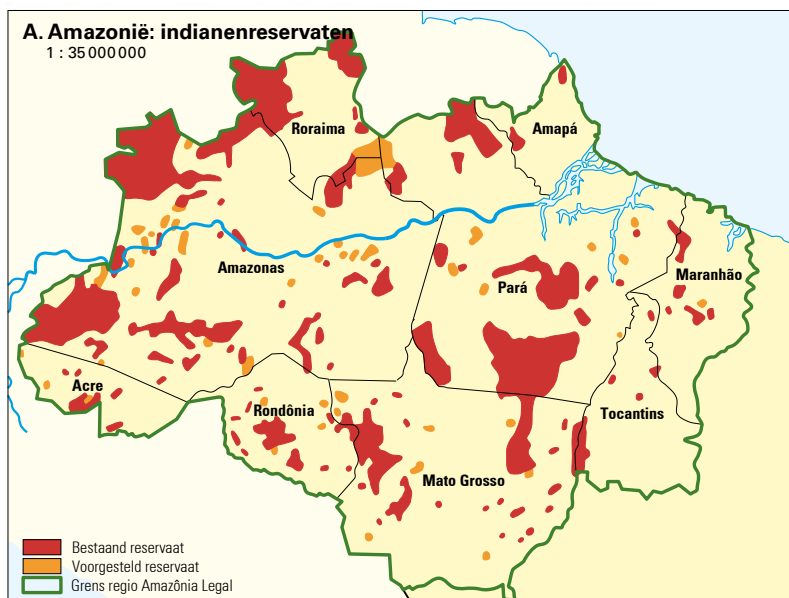 A. Amazonië: indianenreservaten
1 : 35 000 000
Roraima
Amapá
Amazonas
Pará
Maranhão
Acre
Rondônia
Tocantins
Mato Grosso
Bestaand reservaat
Voorgesteld reservaat
Grens regio Amazônia Legal